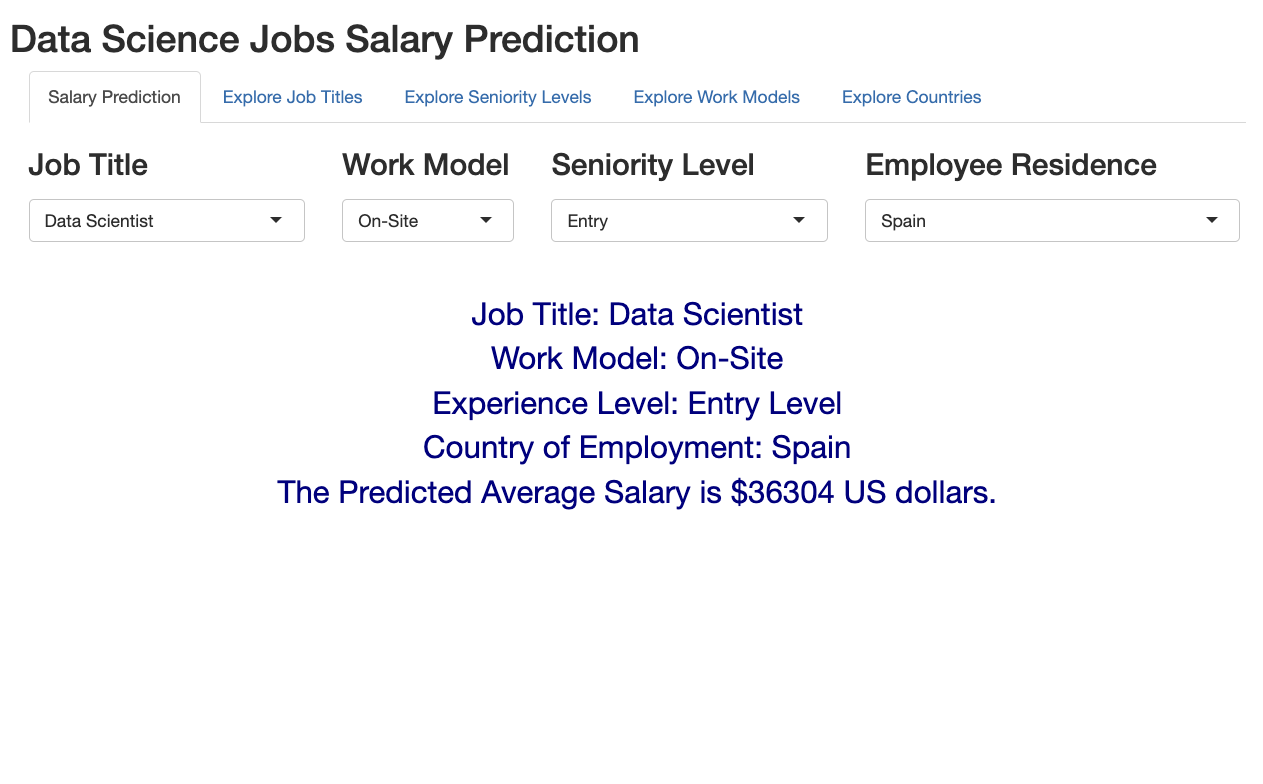 Data Science Jobs Salary Prediction
Salary Prediction Explore Job Titles Explore Seniority Levels Explore Work Models Explore Countries
Job Title Work Model Seniority Level Employee Residence
Data Scientist On-Site Entry Spain
Job Title: Data Scientist
Work Model: On-Site
Experience Level: Entry Level
Country of Employment: Spain
The Predicted Average Salary is $36304 US dollars.